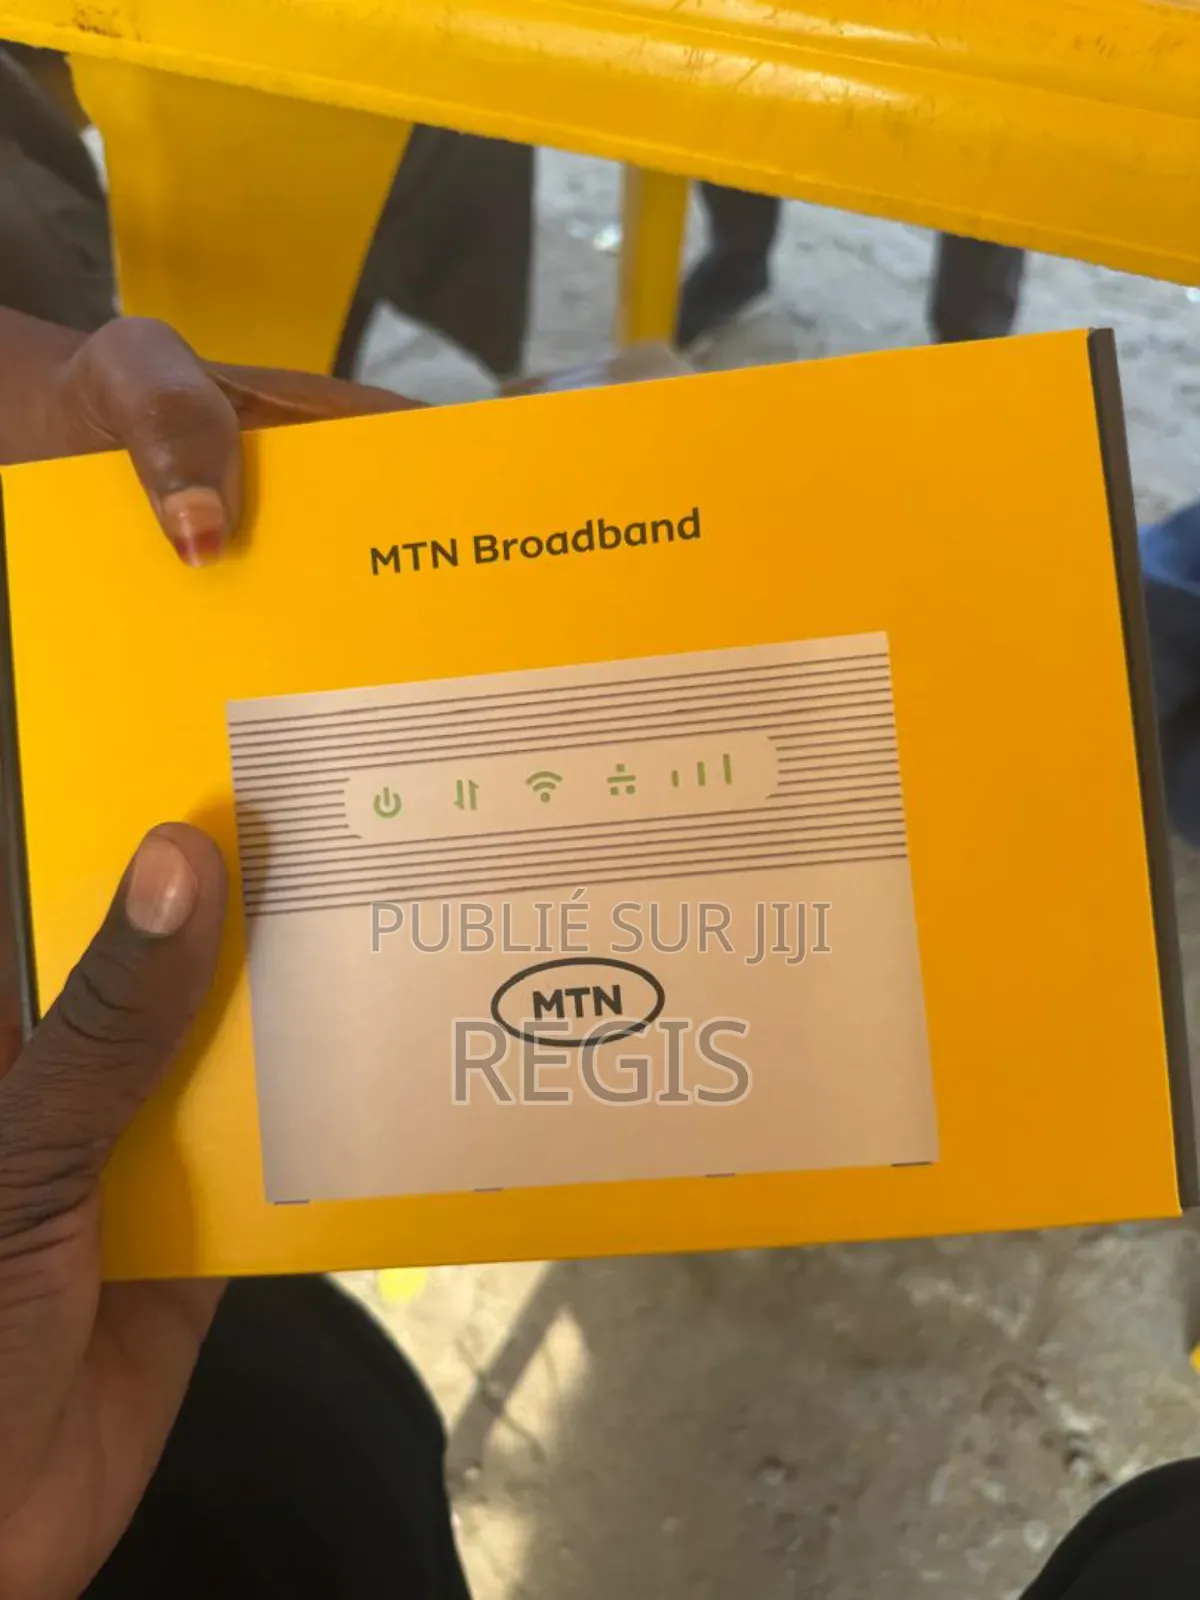 MTN Broadband
PUBLIÉ SUR JIJI
MTN
REGIS